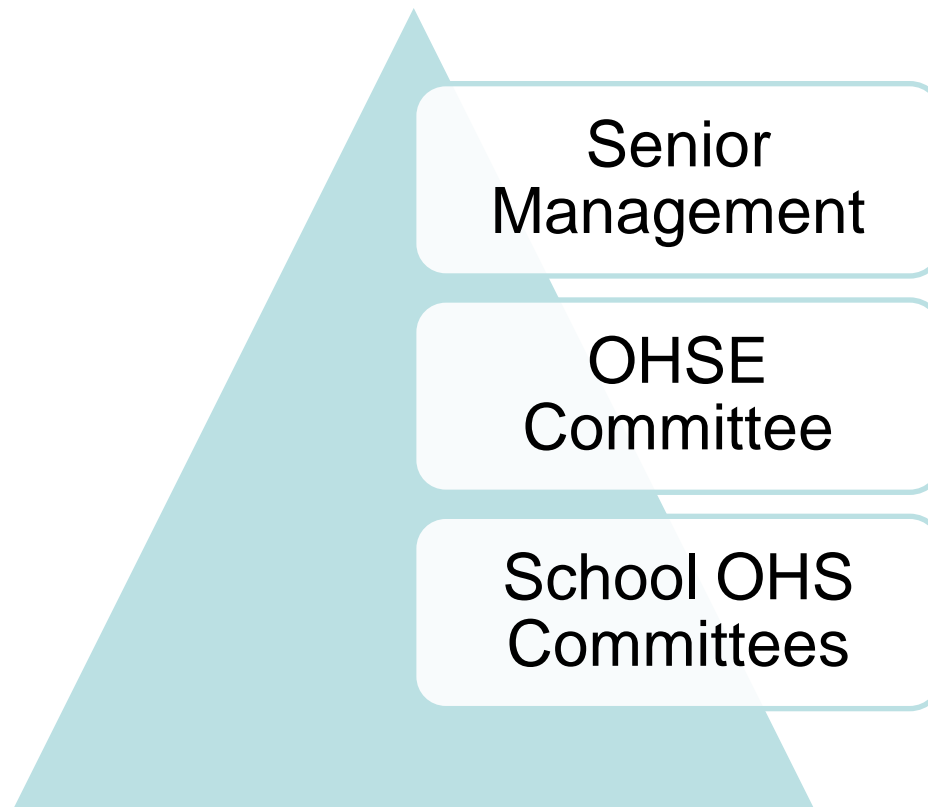 Senior
Management
OHSE
Committee
School OHS
Committees